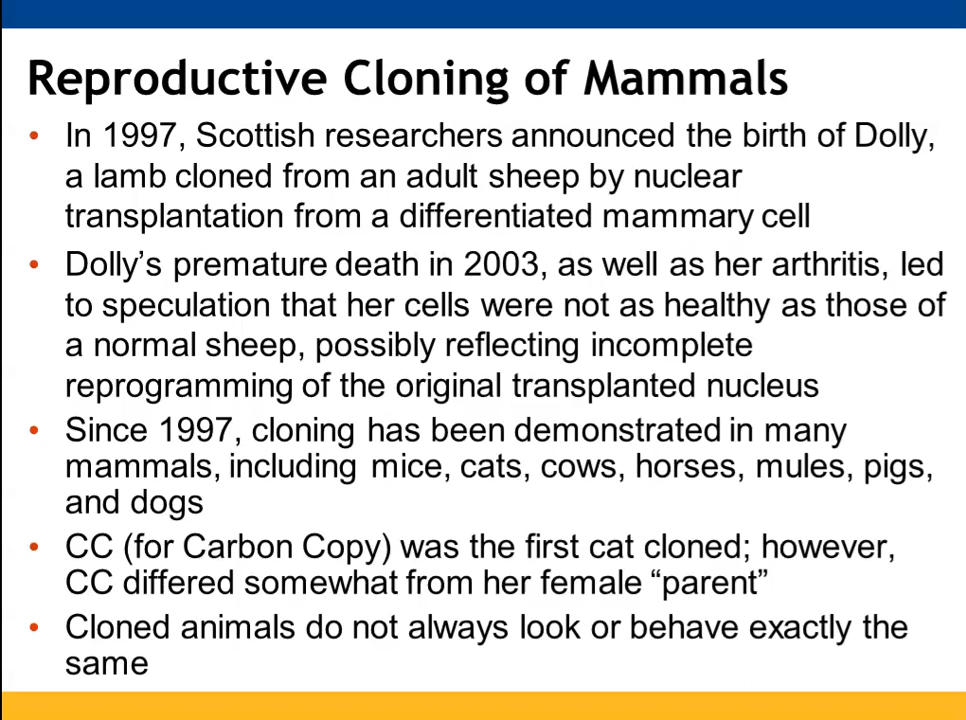 Reproductive Cloning of Mammals
• In 1997, Scottish researchers announced the birth of Dolly,
a lamb cloned from an adult sheep by nuclear
transplantation from a differentiated mammary cell
• Dolly’s premature death in 2003, as well as her arthritis, led
to speculation that her cells were not as healthy as those of
a normal sheep, possibly reflecting incomplete
reprogramming of the original transplanted nucleus
• Since 1997, cloning has been demonstrated in many
mammals, including mice, cats, cows, horses, mules, pigs,
and dogs
• CC (for Carbon Copy) was the first cat cloned; however,
CC differed somewhat from her female “parent”
• Cloned animals do not always look or behave exactly the
same